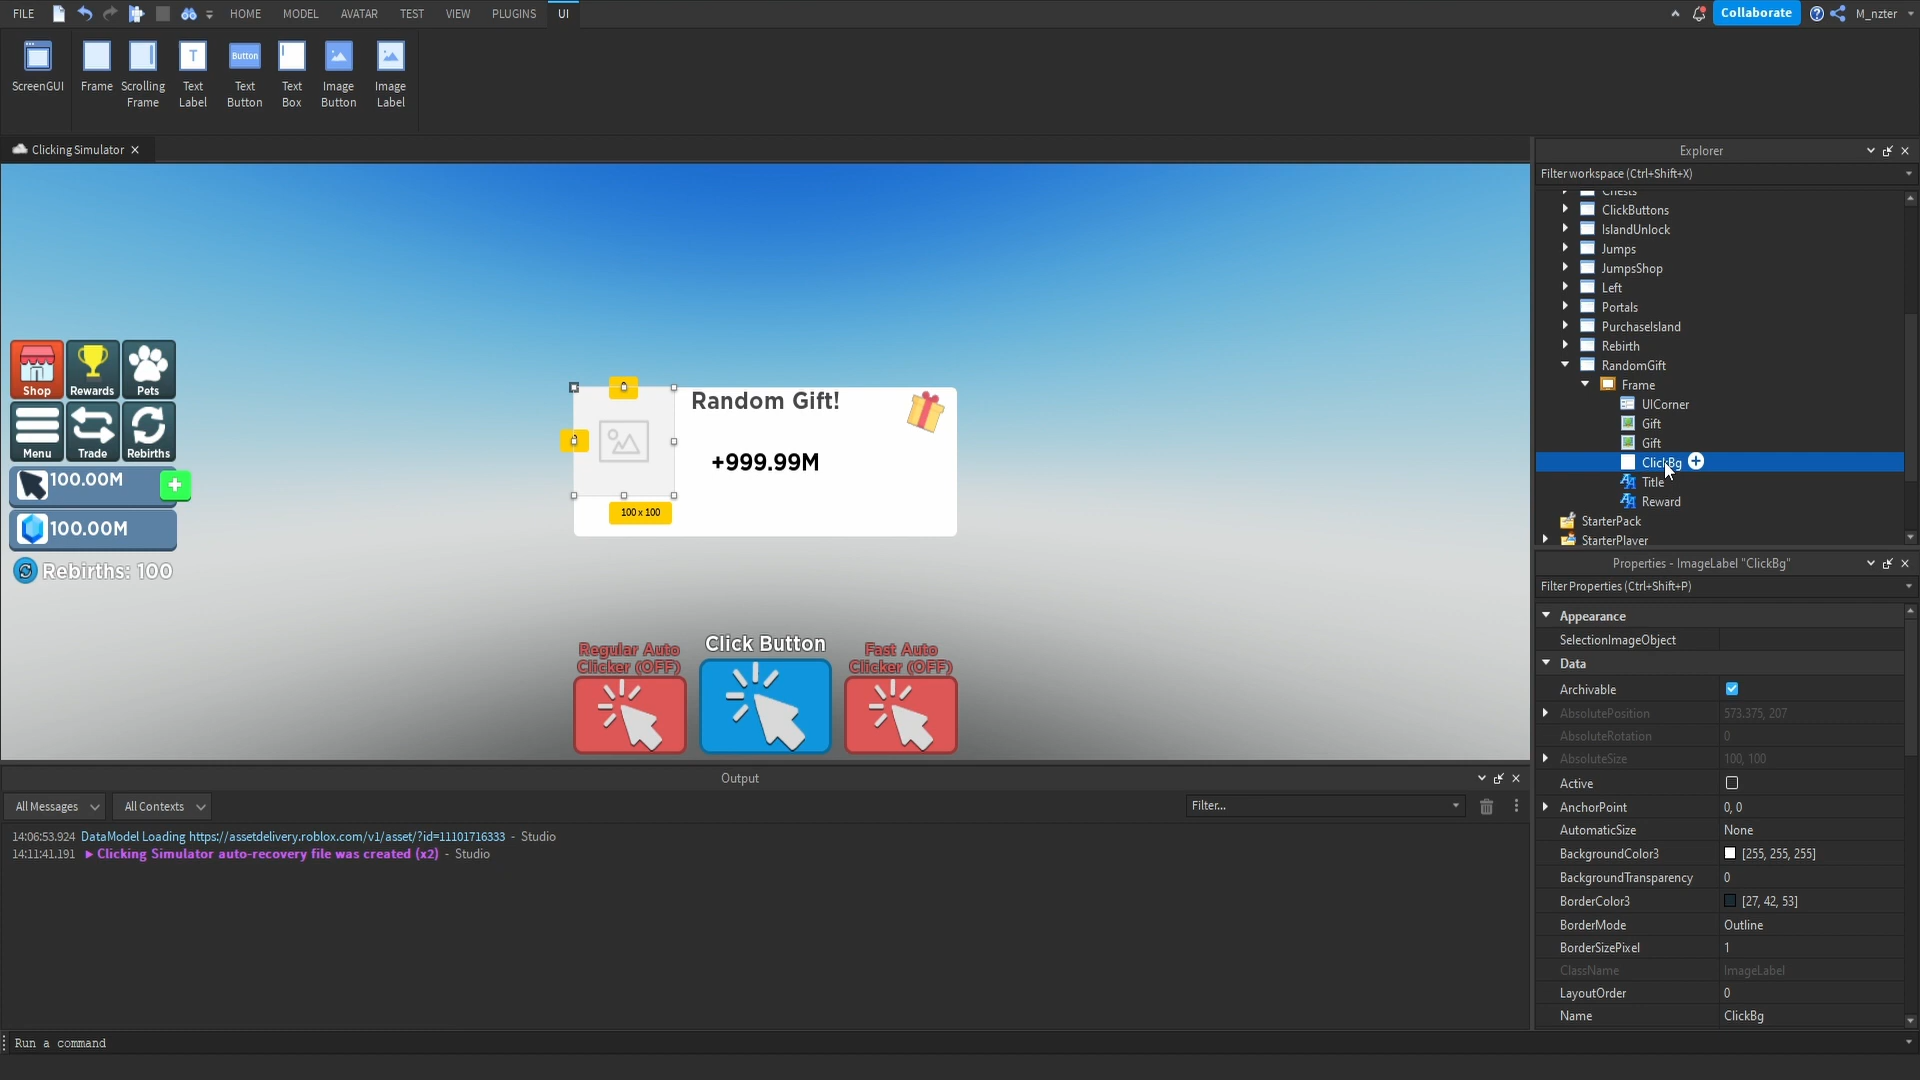 FILE HOME MODEL AVATAR TEST VIEW PLUGINS UI Collaborate M_nzter
ScreenGUI Frame Scrolling Frame Text Label Text Button Button Text Box Image Button Image Label
Clicking Simulator
Explorer
Filter workspace (Ctrl+Shift+X)
Chests
ClickButtons
IslandUnlock
Jumps
JumpsShop
Left
Portals
PurchaseIsland
Rebirth
RandomGift
Frame
UICorner
Gift
Gift
ClickBg
Title
Reward
StarterPack
StarterPlayer
Shop Rewards Pets
Menu Trade Rebirths
100.00M
100.00M
Rebirths: 100
Random Gift!
+999.99M
100 x 100
Regular Auto Clicker (OFF)
Click Button
Fast Auto Clicker (OFF)
Properties - ImageLabel "ClickBg"
Filter Properties (Ctrl+Shift+P)
Appearance
SelectionImageObject
Data
Archivable
AbsolutePosition 573.375, 207
AbsoluteRotation 0
AbsoluteSize 100, 100
Active
AnchorPoint 0, 0
AutomaticSize None
BackgroundColor3 [255, 255, 255]
BackgroundTransparency 0
BorderColor3 [27, 42, 53]
BorderMode Outline
BorderSizePixel 1
ClassName ImageLabel
LayoutOrder 0
Name ClickBg
Output
All Messages All Contexts Filter...
14:06:53.924 DataModel Loading https://assetdelivery.roblox.com/v1/asset/?id=11101716333 - Studio
14:11:41.191 Clicking Simulator auto-recovery file was created (x2) - Studio
Run a command